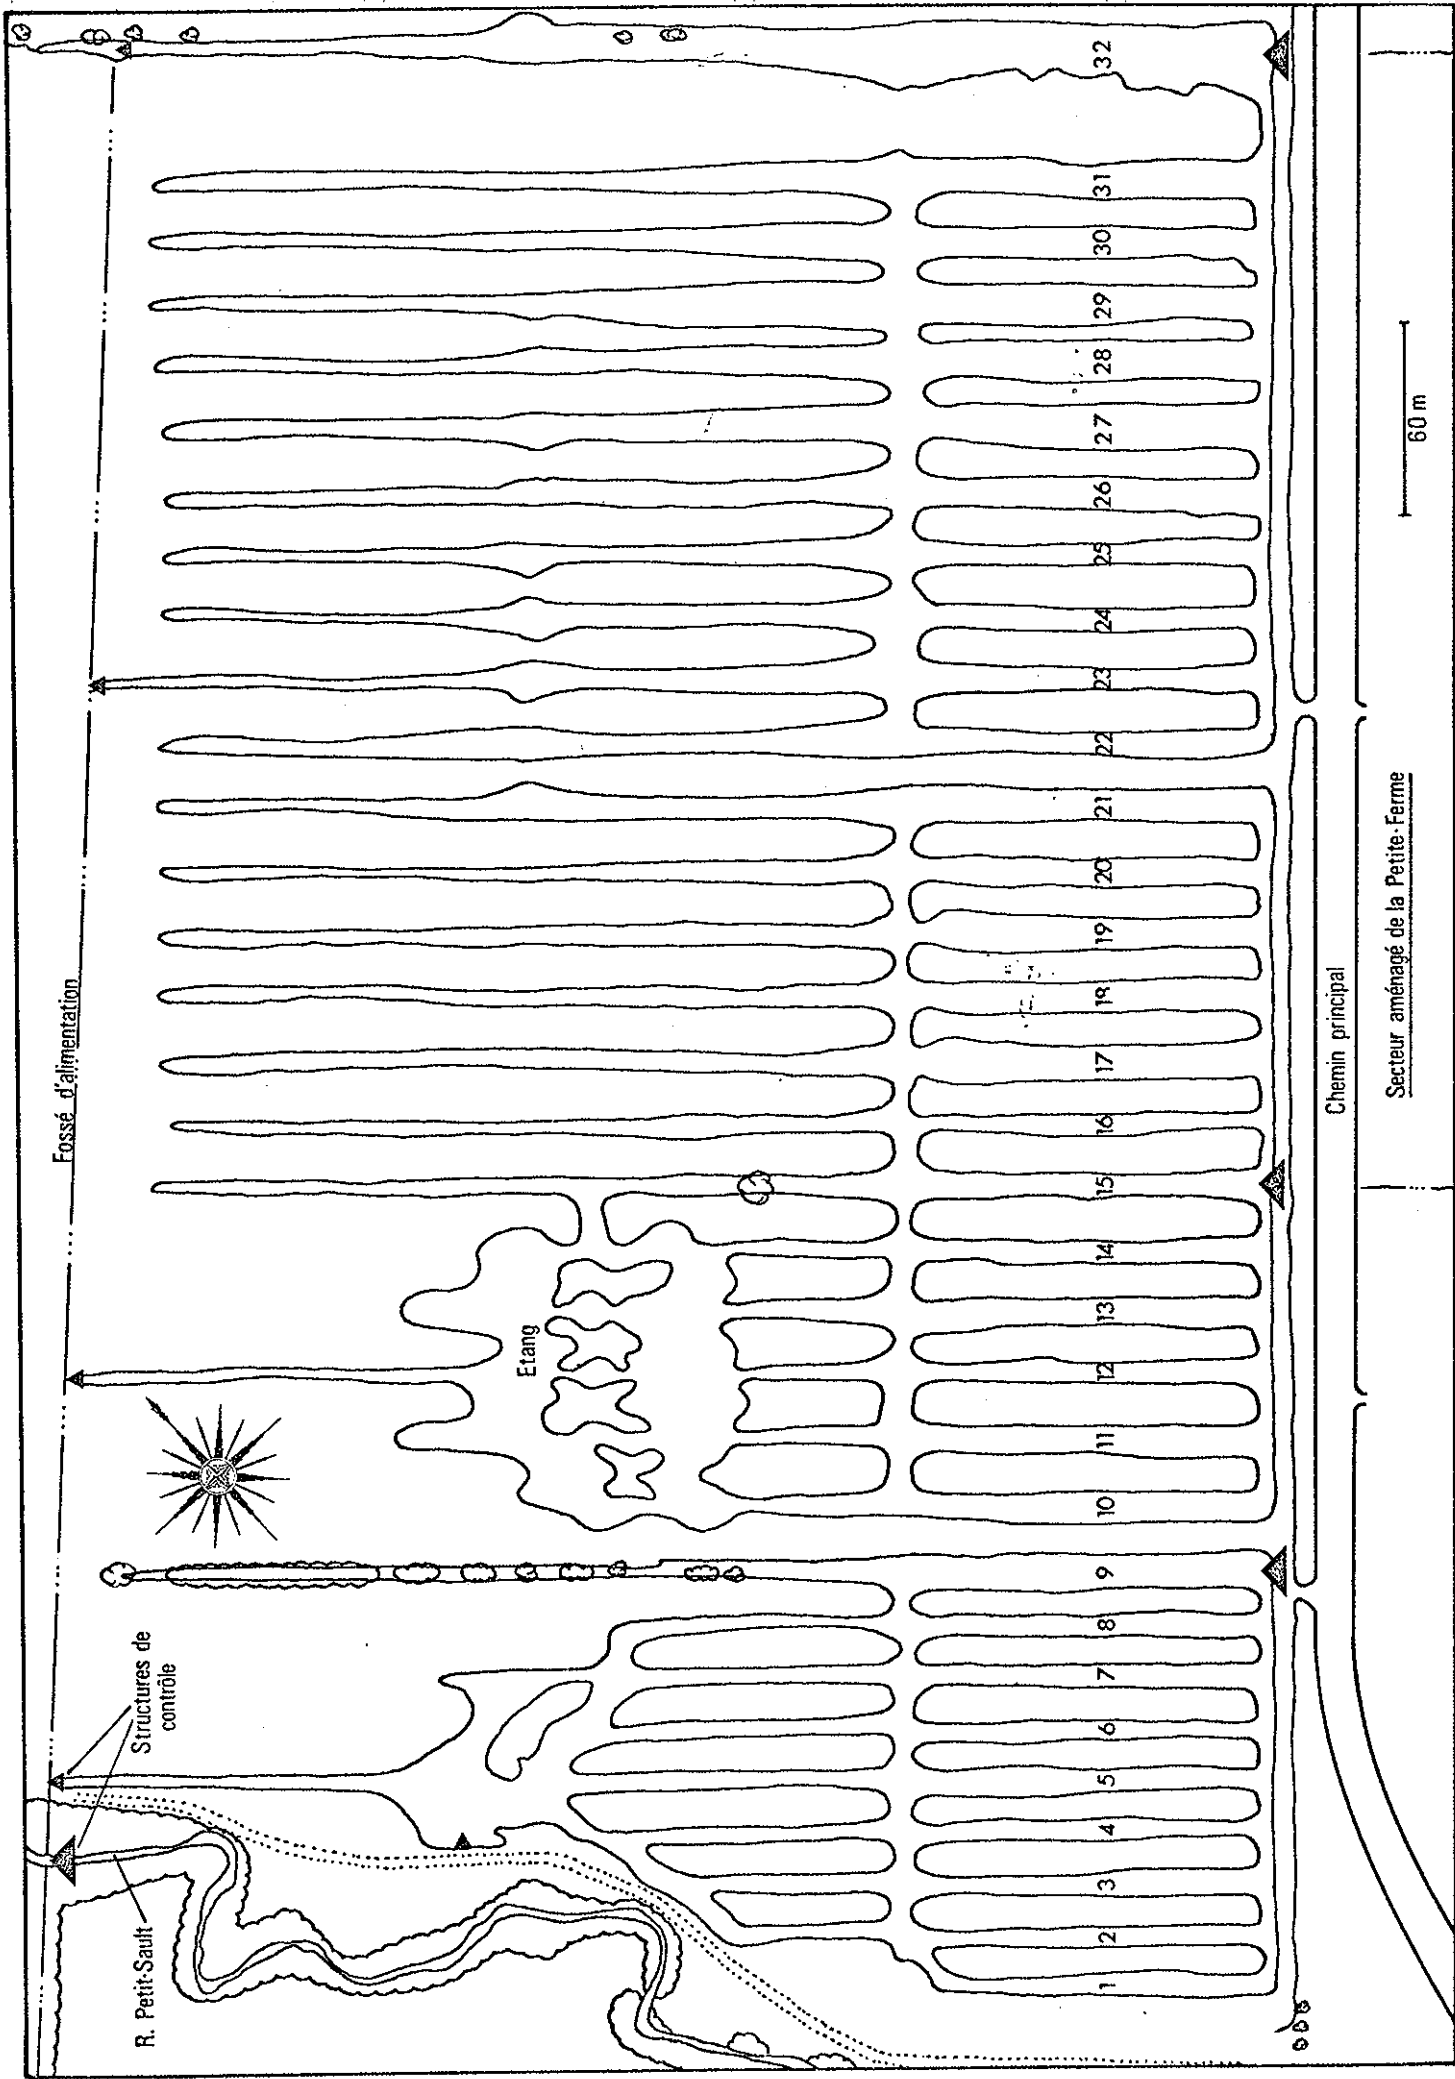 Fossé d'alimentation
Structures de
contrôle
R. Petit-Sault
Etang
1 2 3 4 5 6 7 8 9 10 11 12 13 14 15 16 17 18 19 20 21 22 23 24 25 26 27 28 29 30 31 32
Chemin principal
Secteur aménagé de la Petite-Ferme
60 m